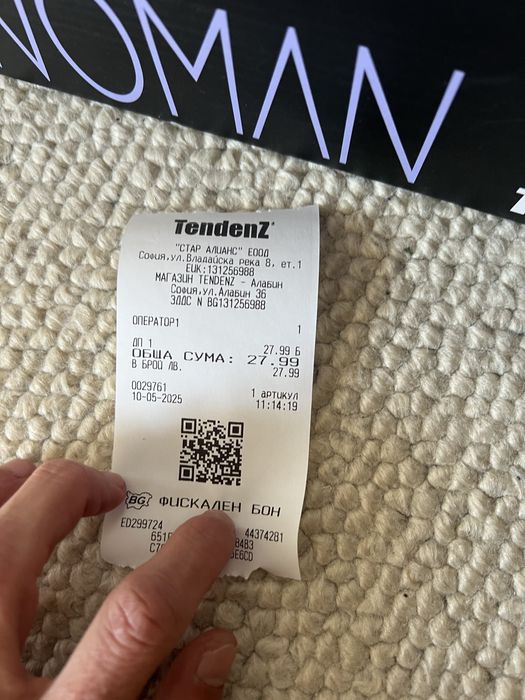 WOMAN
TendenZ
"СТАР АЛИАНС" ЕООД
София,ул.Владайска река 8, ет.1
ЕИК:131256988
МАГАЗИН TENDENZ - Алабин
София,ул.Алабин 36
ЗДДС N BG131256988
ОПЕРАТОР1 1
ДП 1 27.99 Б
ОБЩА СУМА: 27.99
В БРОЙ ЛВ. 27.99
0029761 1 артикул
10-05-2025 11:14:19
BG ФИСКАЛЕН БОН
ED299724 44374281